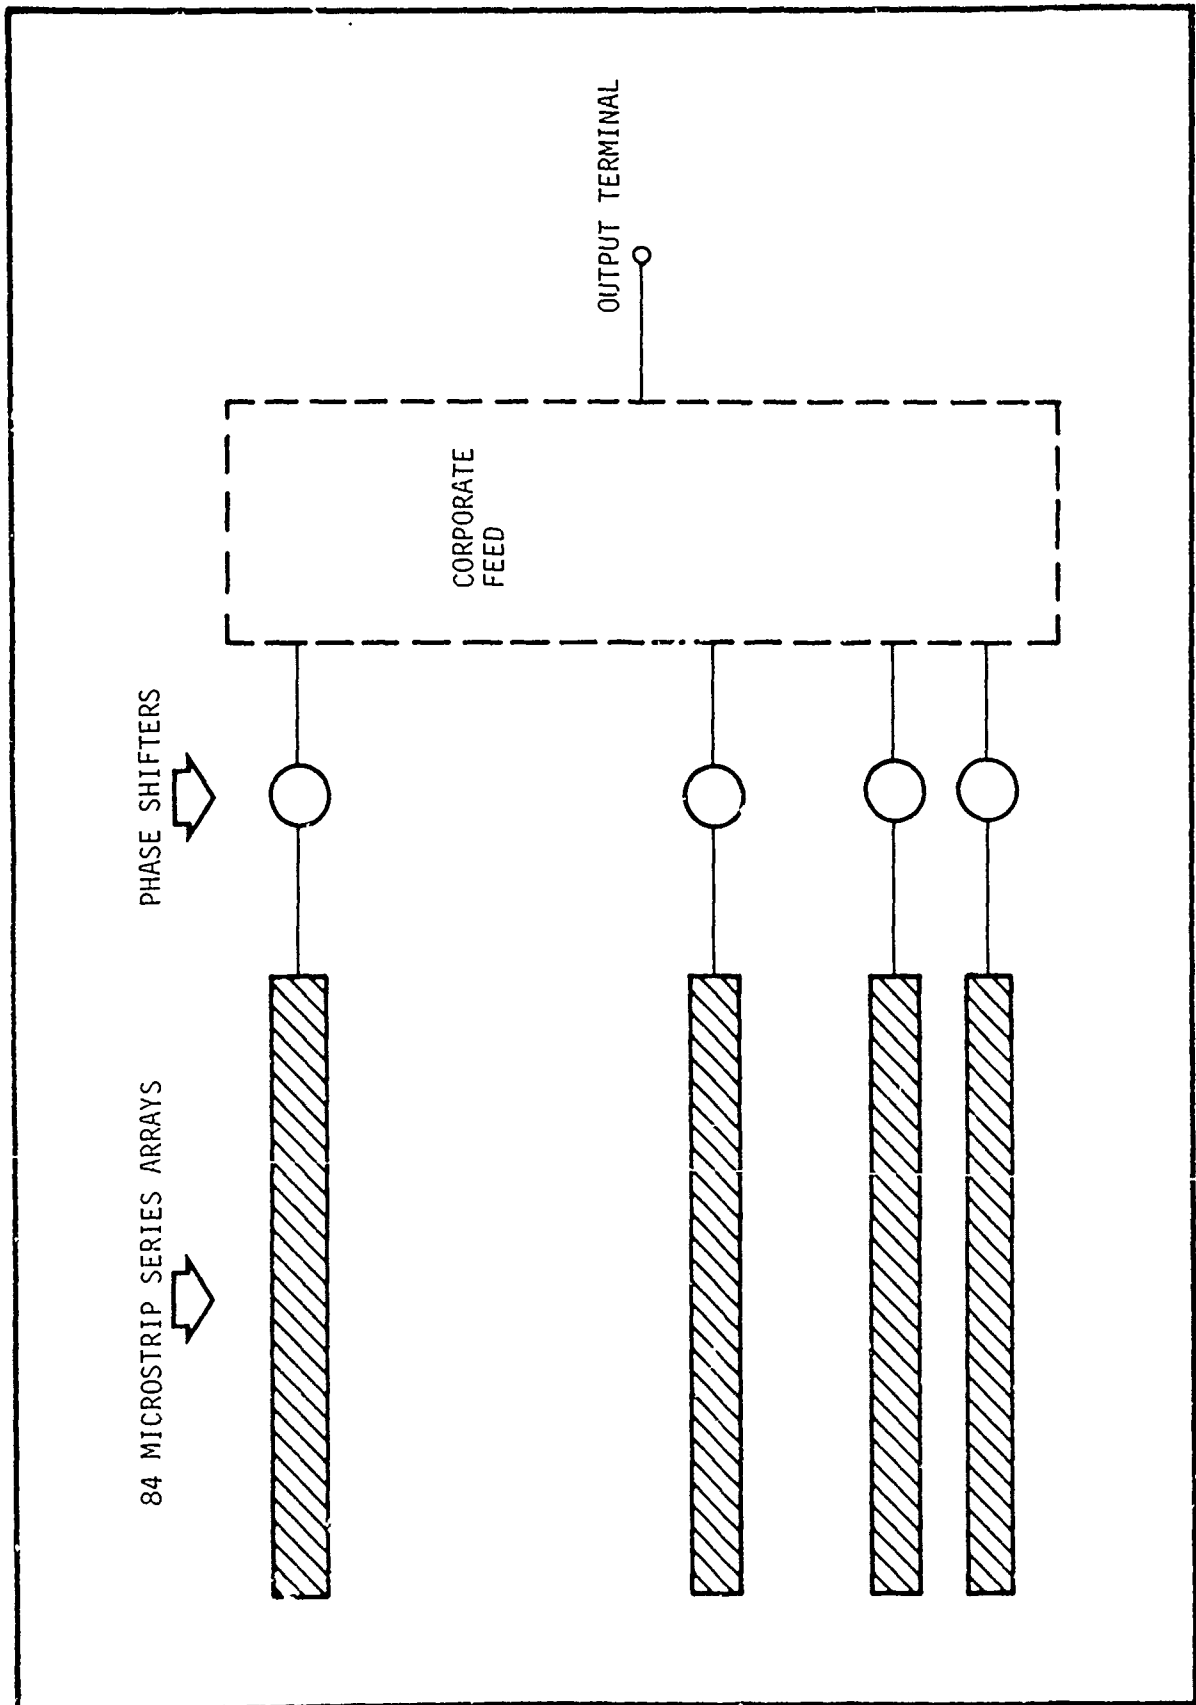 84 MICROSTRIP SERIES ARRAYS
PHASE SHIFTERS
CORPORATE
FEED
OUTPUT TERMINAL